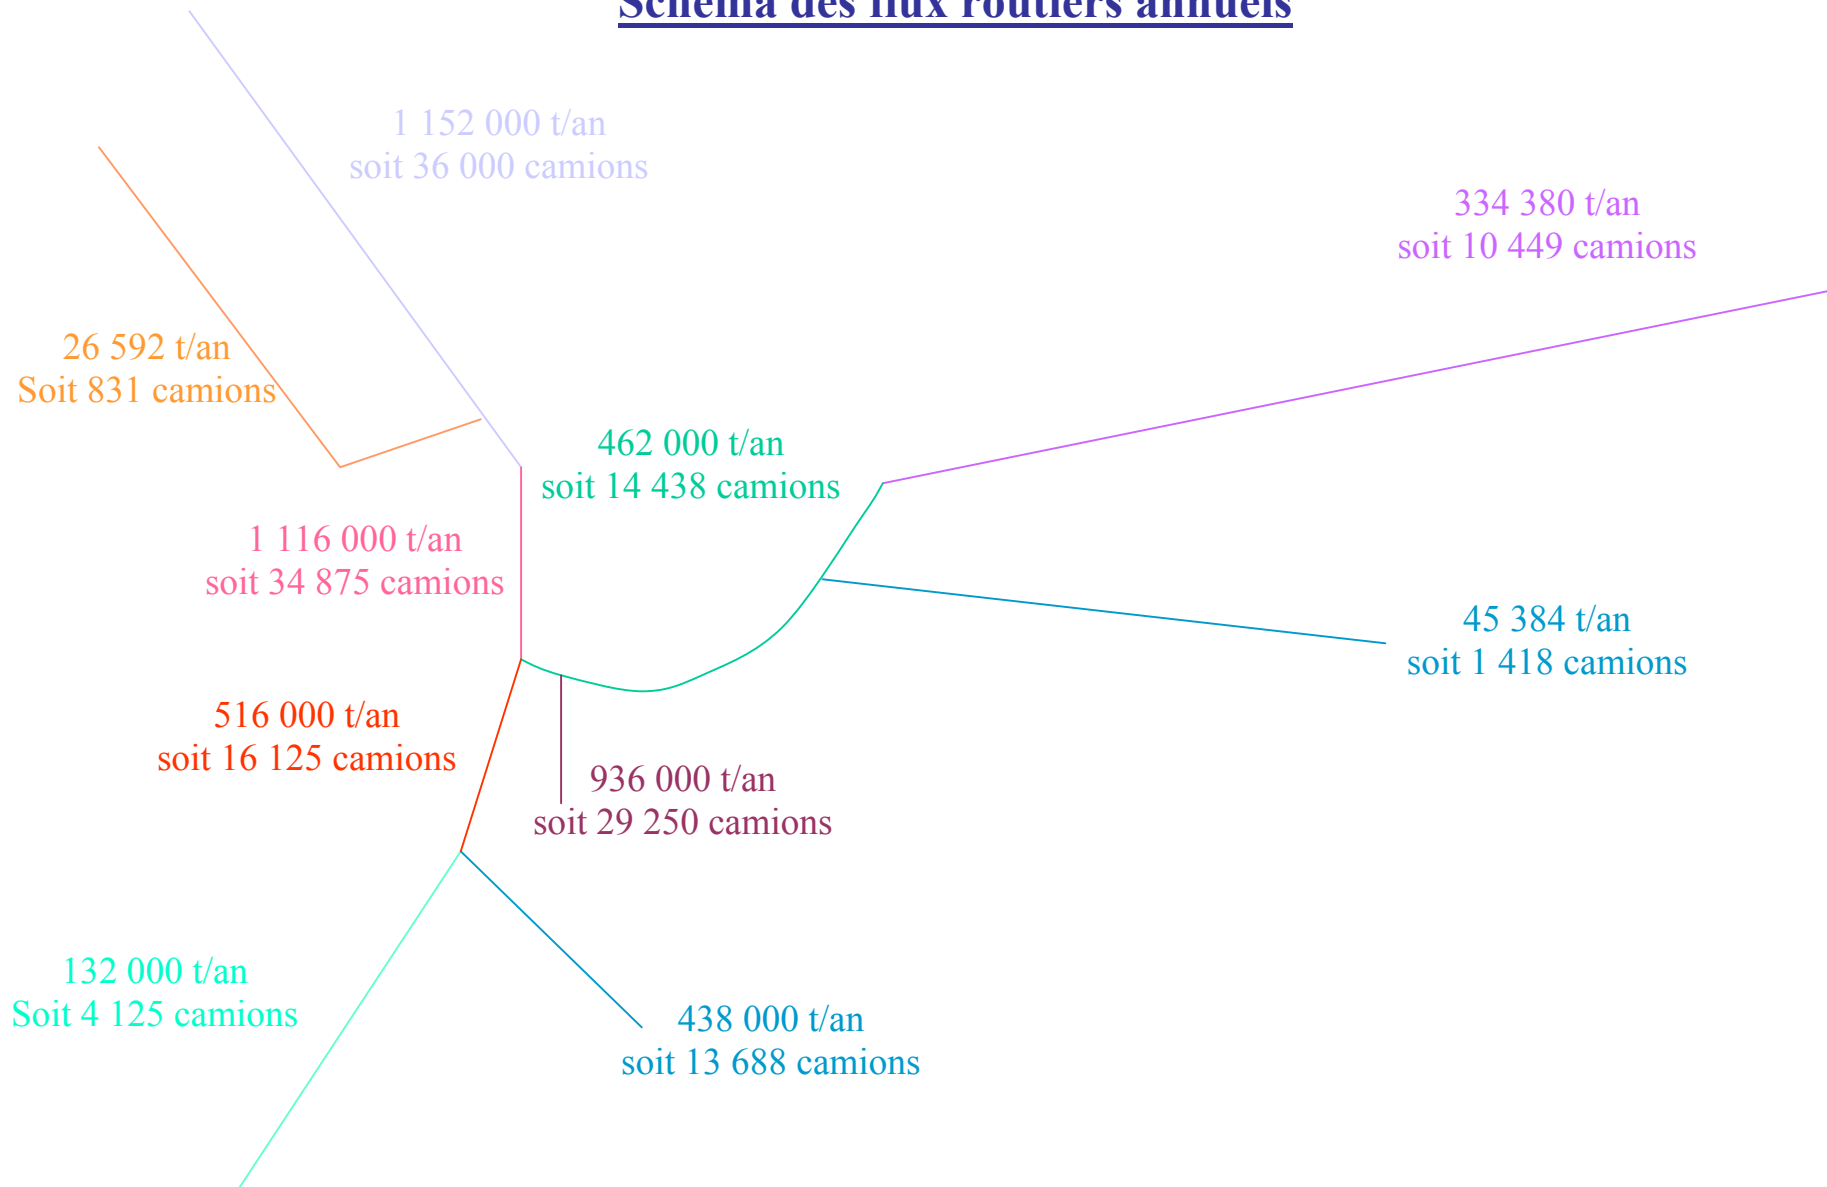 Schéma des flux routiers annuels
1 152 000 t/an
soit 36 000 camions
334 380 t/an
soit 10 449 camions
26 592 t/an
Soit 831 camions
462 000 t/an
soit 14 438 camions
1 116 000 t/an
soit 34 875 camions
45 384 t/an
soit 1 418 camions
516 000 t/an
soit 16 125 camions
936 000 t/an
soit 29 250 camions
132 000 t/an
Soit 4 125 camions
438 000 t/an
soit 13 688 camions